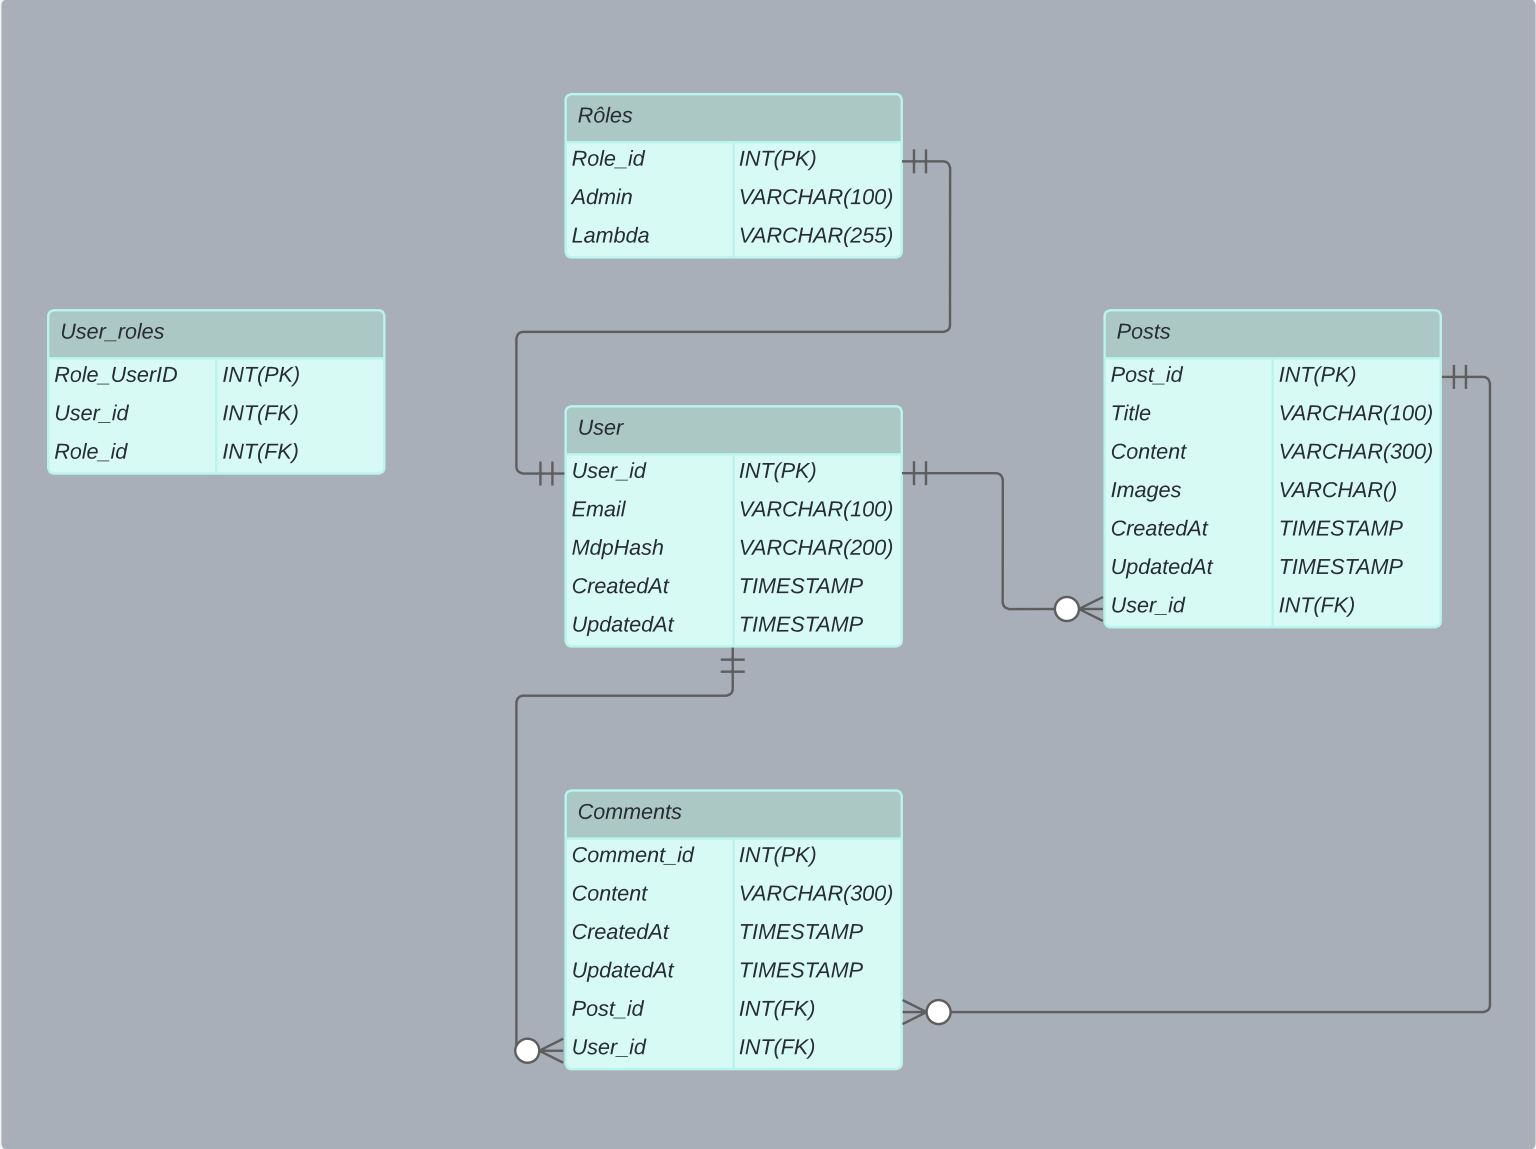 Rôles
Role_id INT(PK)
Admin VARCHAR(100)
Lambda VARCHAR(255)
User_roles
Role_UserID INT(PK)
User_id INT(FK)
Role_id INT(FK)
User
User_id INT(PK)
Email VARCHAR(100)
MdpHash VARCHAR(200)
CreatedAt TIMESTAMP
UpdatedAt TIMESTAMP
Posts
Post_id INT(PK)
Title VARCHAR(100)
Content VARCHAR(300)
Images VARCHAR()
CreatedAt TIMESTAMP
UpdatedAt TIMESTAMP
User_id INT(FK)
Comments
Comment_id INT(PK)
Content VARCHAR(300)
CreatedAt TIMESTAMP
UpdatedAt TIMESTAMP
Post_id INT(FK)
User_id INT(FK)